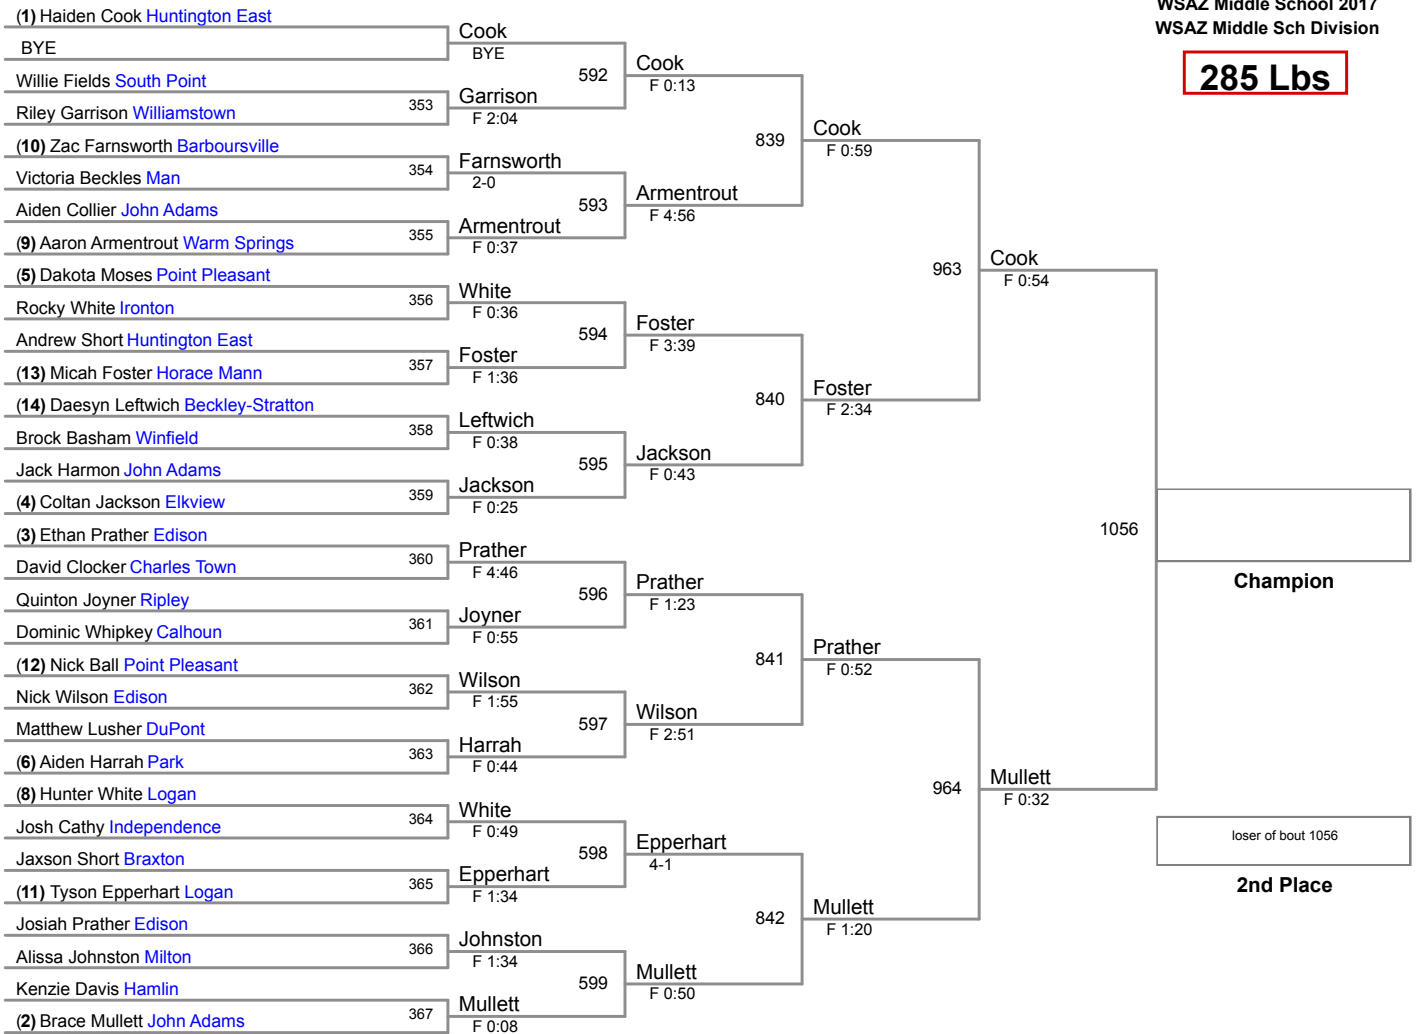 WSAZ Middle School 2017
WSAZ Middle Sch Division
285 Lbs
(1) Haiden Cook Huntington East
BYE
Willie Fields South Point
Riley Garrison Williamstown
(10) Zac Farnsworth Barboursville
Victoria Beckles Man
Aiden Collier John Adams
(9) Aaron Armentrout Warm Springs
(5) Dakota Moses Point Pleasant
Rocky White Ironton
Andrew Short Huntington East
(13) Micah Foster Horace Mann
(14) Daesyn Leftwich Beckley-Stratton
Brock Basham Winfield
Jack Harmon John Adams
(4) Coltan Jackson Elkview
(3) Ethan Prather Edison
David Clocker Charles Town
Quinton Joyner Ripley
Dominic Whipkey Calhoun
(12) Nick Ball Point Pleasant
Nick Wilson Edison
Matthew Lusher DuPont
(6) Aiden Harrah Park
(8) Hunter White Logan
Josh Cathy Independence
Jaxson Short Braxton
(11) Tyson Epperhart Logan
Josiah Prather Edison
Alissa Johnston Milton
Kenzie Davis Hamlin
(2) Brace Mullett John Adams
353
354
355
356
357
358
359
360
361
362
363
364
365
366
367
Cook
BYE
Garrison
F 2:04
Farnsworth
2-0
Armentrout
F 0:37
White
F 0:36
Foster
F 1:36
Leftwich
F 0:38
Jackson
F 0:25
Prather
F 4:46
Joyner
F 0:55
Wilson
F 1:55
Harrah
F 0:44
White
F 0:49
Epperhart
F 1:34
Johnston
F 1:34
Mullett
F 0:08
592
593
594
595
596
597
598
599
Cook
F 0:13
Armentrout
F 4:56
Foster
F 3:39
Jackson
F 0:43
Prather
F 1:23
Wilson
F 2:51
Epperhart
4-1
Mullett
F 0:50
839
840
841
842
Cook
F 0:59
Foster
F 2:34
Prather
F 0:52
Mullett
F 1:20
963
964
Cook
F 0:54
Mullett
F 0:32
1056
Champion
loser of bout 1056
2nd Place